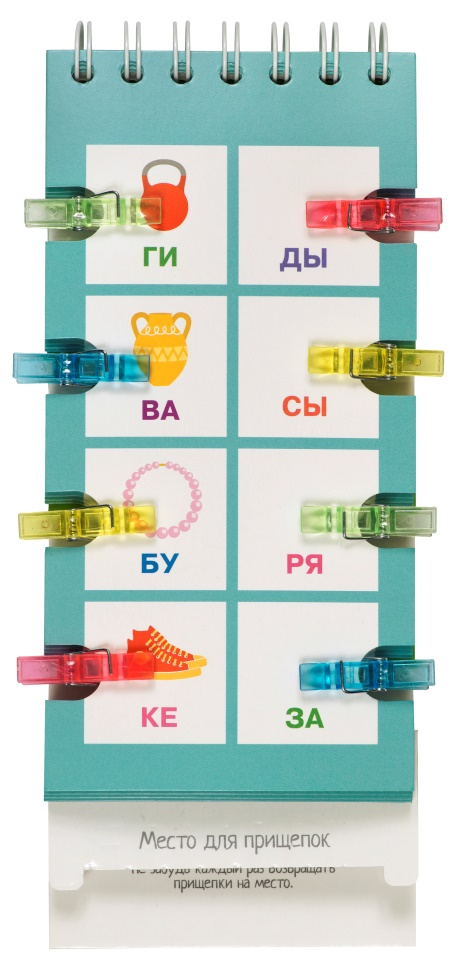 ГИ ДЫ
ВА СЫ
БУ РЯ
КЕ ЗА
Место для прищепок
не забудь каждый раз возвращать
прищепки на место.